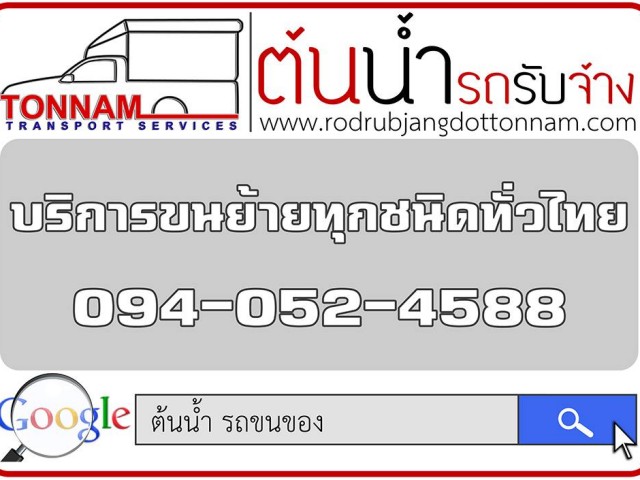 TONNAM
TRANSPORT SERVICES
ต้นน้ำ รถรับจ้าง
www.rodrubjangdottonnam.com
บริการขนย้ายทุกชนิดทั่วไทย
094-052-4588
Google
ต้นน้ำ รถขนของ